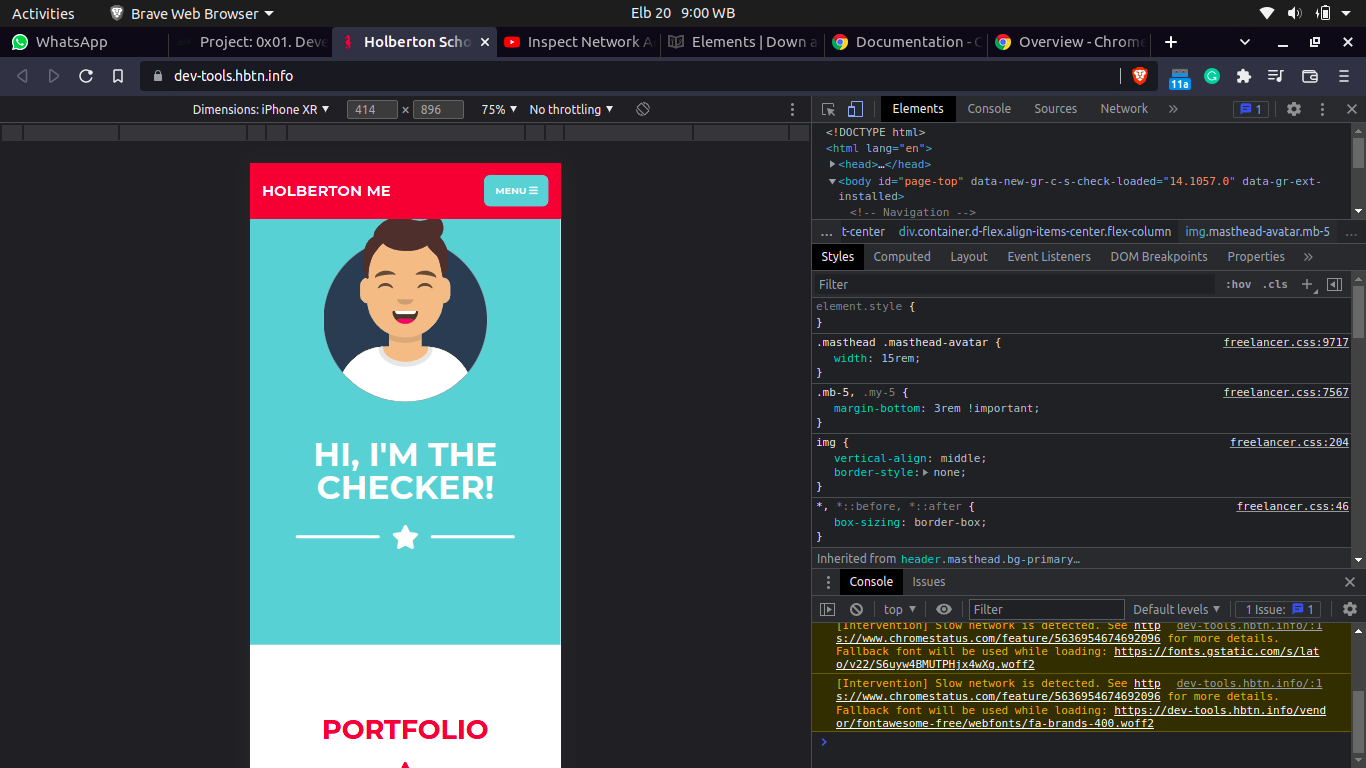 Activities
Brave Web Browser
Elb 20 9:00 WB
WhatsApp
Project: 0x01. Deve
Holberton Scho
Inspect Network A
Elements | Down a
Documentation - C
Overview - Chrome
dev-tools.hbtn.info
11a
Dimensions: iPhone XR
414 × 896
75%
No throttling
HOLBERTON ME
MENU
HI, I'M THE
CHECKER!
PORTFOLIO
Elements
Console
Sources
Network
»
1
<!DOCTYPE html>
<html lang="en">
<head>…</head>
<body id="page-top" data-new-gr-c-s-check-loaded="14.1057.0" data-gr-ext-
installed>
<!-- Navigation -->
… t-center div.container.d-flex.align-items-center.flex-column img.masthead-avatar.mb-5 …
Styles Computed Layout Event Listeners DOM Breakpoints Properties »
Filter :hov .cls +
element.style {
}
.masthead .masthead-avatar { freelancer.css:9717
width: 15rem;
}
.mb-5, .my-5 { freelancer.css:7567
margin-bottom: 3rem !important;
}
img { freelancer.css:204
vertical-align: middle;
border-style: none;
}
*, *::before, *::after { freelancer.css:46
box-sizing: border-box;
}
Inherited from header.masthead.bg-primary…
Console Issues
top Filter Default levels 1 Issue: 1
[Intervention] Slow network is detected. See http dev-tools.hbtn.info/:1
s://www.chromestatus.com/feature/5636954674692096 for more details.
Fallback font will be used while loading: https://fonts.gstatic.com/s/lat
o/v22/S6uyw4BMUTPHjx4wXg.woff2
[Intervention] Slow network is detected. See http dev-tools.hbtn.info/:1
s://www.chromestatus.com/feature/5636954674692096 for more details.
Fallback font will be used while loading: https://dev-tools.hbtn.info/vend
or/fontawesome-free/webfonts/fa-brands-400.woff2